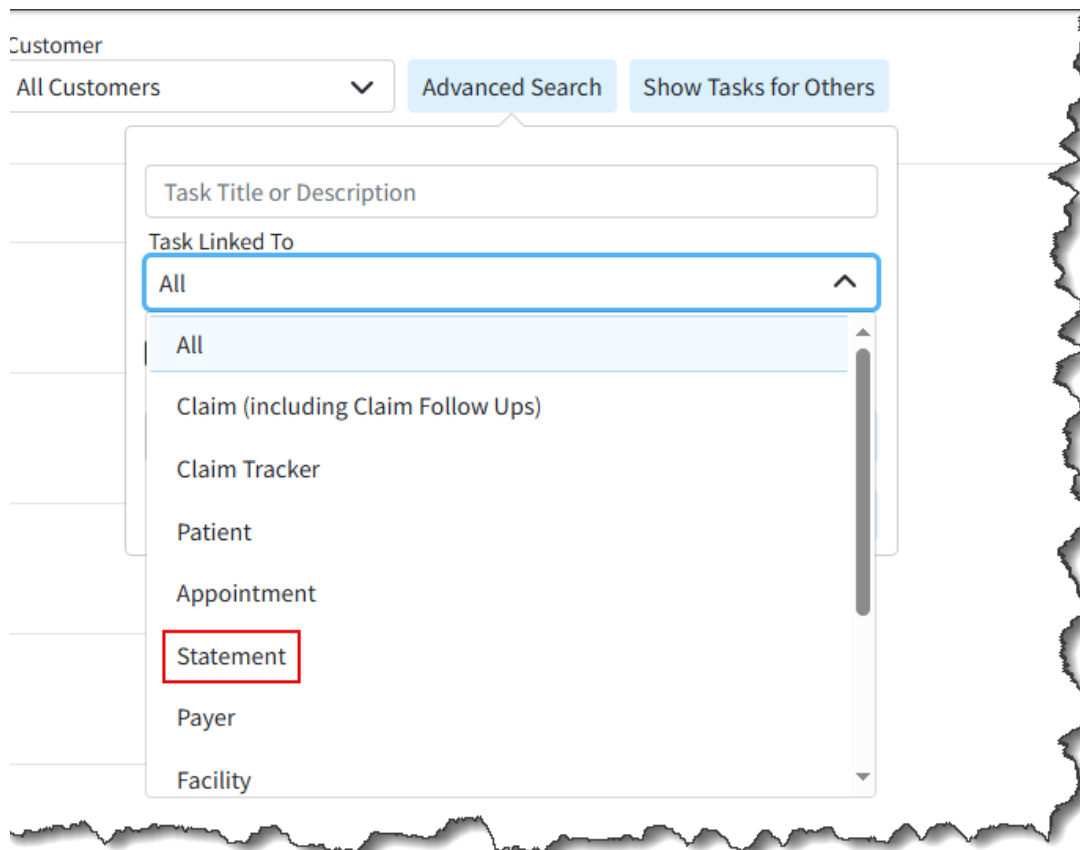 Customer
All Customers Advanced Search Show Tasks for Others
Task Title or Description
Task Linked To
All
All
Claim (including Claim Follow Ups)
Claim Tracker
Patient
Appointment
Statement
Payer
Facility